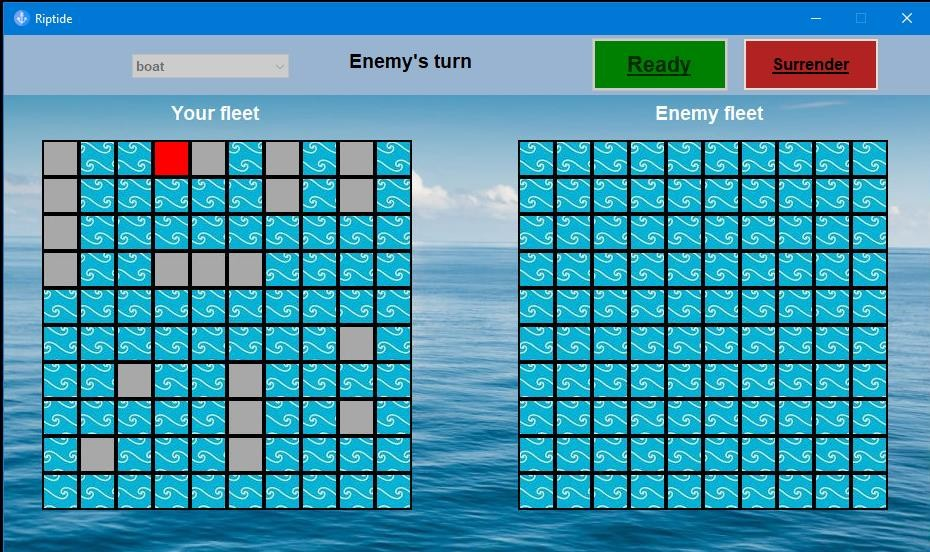 Riptide
boat
Enemy's turn
Ready
Surrender
Your fleet
Enemy fleet